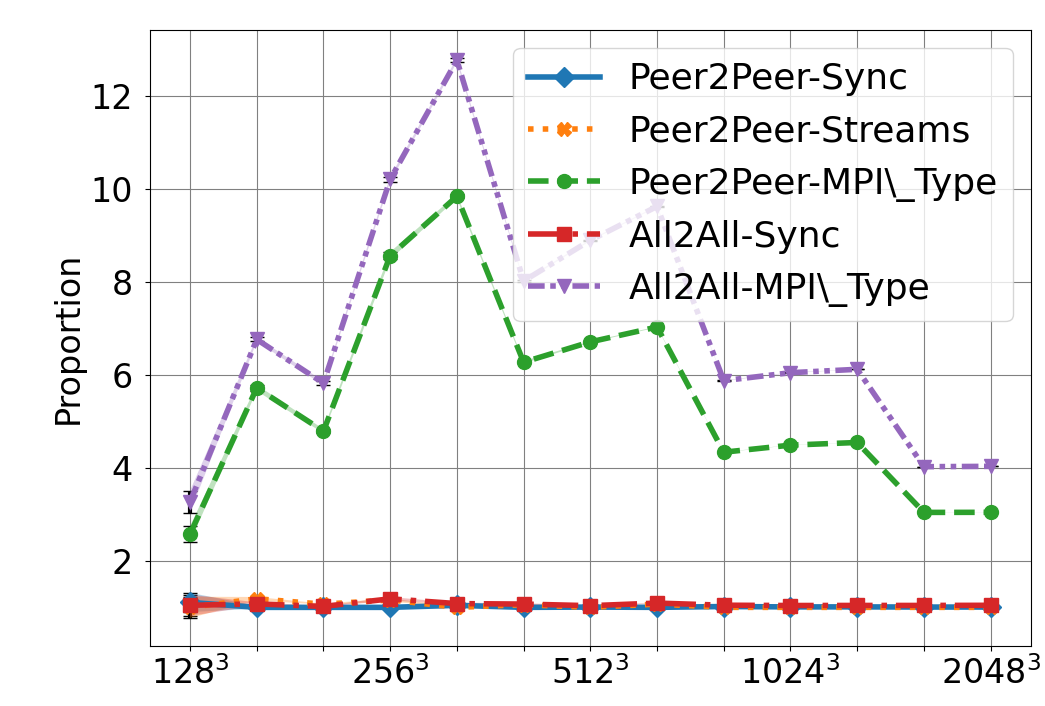 Proportion
12
10
8
6
4
2
Peer2Peer-Sync
Peer2Peer-Streams
Peer2Peer-MPI\_Type
All2All-Sync
All2All-MPI\_Type
128³ 256³ 512³ 1024³ 2048³